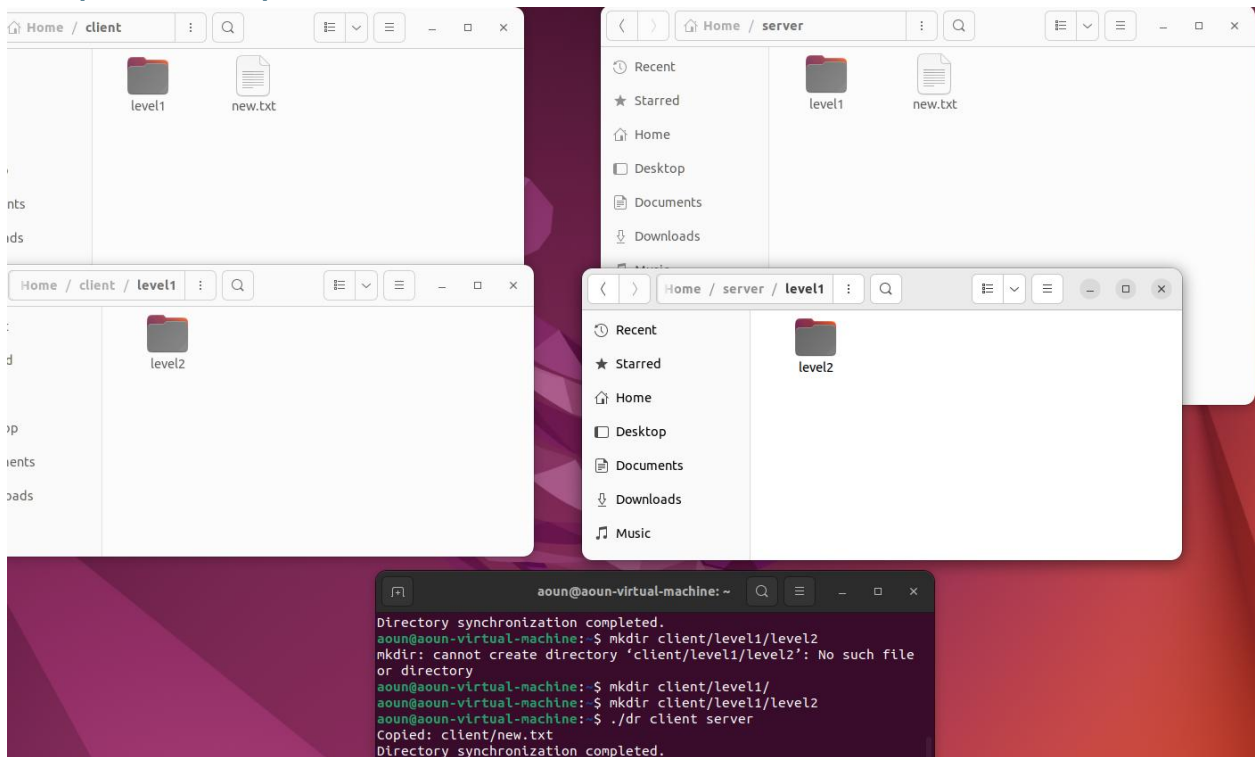 Home / client
level1
new.txt
nts
ds
Home / client / level1
d
level2
op
ents
oads
Home / server
Recent
Starred
Home
Desktop
Documents
Downloads
level1
new.txt
Home / server / level1
Recent
Starred
Home
Desktop
Documents
Downloads
Music
level2
aoun@aoun-virtual-machine: ~
Directory synchronization completed.
aoun@aoun-virtual-machine:~$ mkdir client/level1/level2
mkdir: cannot create directory ‘client/level1/level2’: No such file
or directory
aoun@aoun-virtual-machine:~$ mkdir client/level1/
aoun@aoun-virtual-machine:~$ mkdir client/level1/level2
aoun@aoun-virtual-machine:~$ ./dr client server
Copied: client/new.txt
Directory synchronization completed.